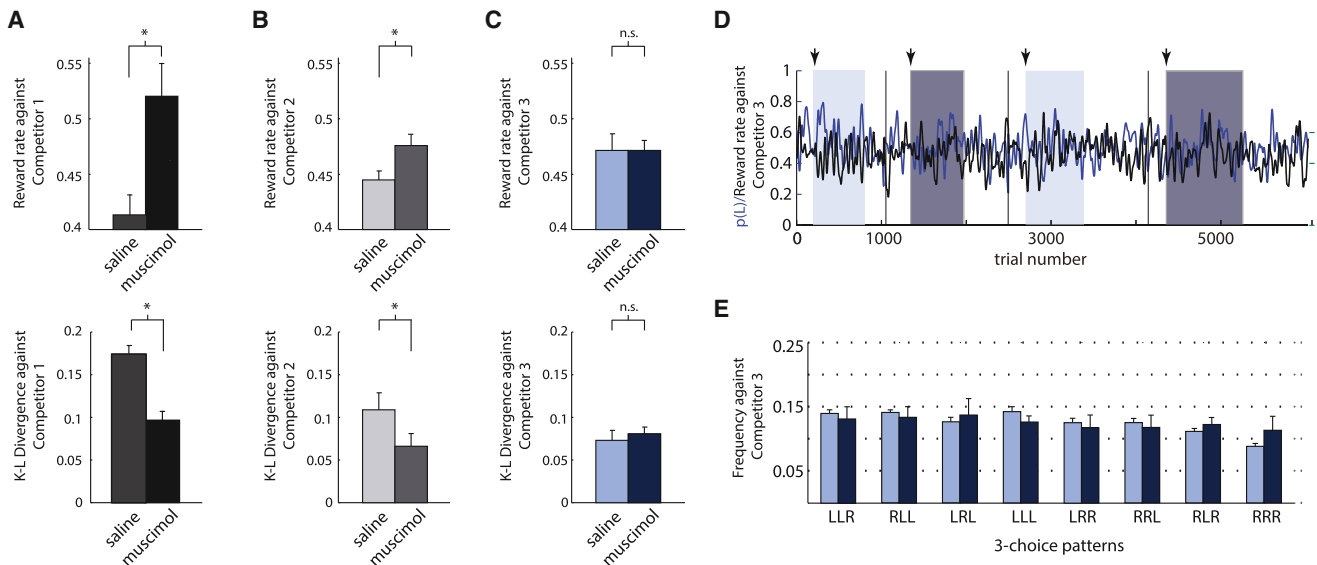 A
*
Reward rate against
Competitor 1
0.55
0.5
0.45
0.4
saline
muscimol
*
K-L Divergence against
Competitor 1
0.2
0.15
0.1
0.05
0
saline
muscimol
B
*
Reward rate against
Competitor 2
0.55
0.5
0.45
0.4
saline
muscimol
*
K-L Divergence against
Competitor 2
0.2
0.15
0.1
0.05
0
saline
muscimol
C
n.s.
Reward rate against
Competitor 3
0.55
0.5
0.45
0.4
saline
muscimol
n.s.
K-L Divergence against
Competitor 3
0.2
0.15
0.1
0.05
0
saline
muscimol
D
p(L)/Reward rate against
Competitor 3
1
0.8
0.6
0.4
0.2
0
0
1000
3000
5000
trial number
E
Frequency against
Competitor 3
0.25
0.15
0.05
LLR
RLL
LRL
LLL
LRR
RRL
RLR
RRR
3-choice patterns